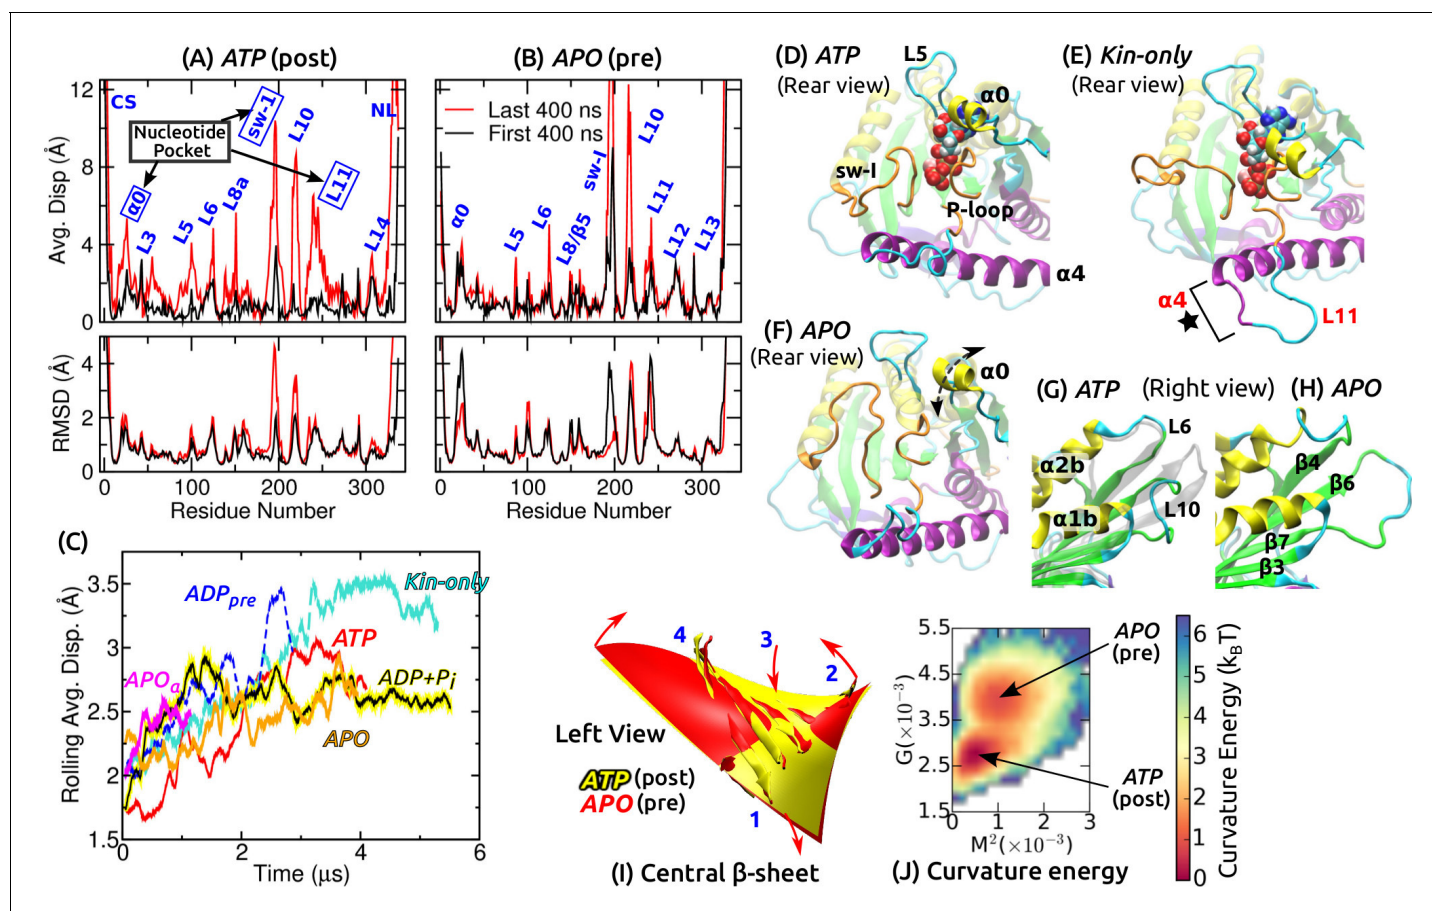 (A) ATP (post)
12
8
4
0
Avg. Disp (Å)
CS
Nucleotide
Pocket
α0
L3
L5
L6
L8a
sw-1
L10
L11
L14
NL
4
2
0
RMSD (Å)
0 100 200 300
Residue Number
(B) APO (pre)
Last 400 ns
First 400 ns
α0
L5
L6
L8/β5
sw-I
L10
L11
L12
L13
0 100 200 300
Residue Number
(C)
3.5
3
2.5
2
1.5
Rolling Avg. Disp. (Å)
ADPpre
Kin-only
ATP
APOa
ADP+Pi
APO
0 2 4 6
Time (μs)
(D) ATP
(Rear view)
L5
α0
sw-I
P-loop
α4
(E) Kin-only
(Rear view)
α4
★
L11
(F) APO
(Rear view)
α0
(G) ATP (Right view)
L6
α2b
α1b
L10
(H) APO
β4
β6
β7
β3
4
3
2
1
Left View
ATP (post)
APO (pre)
(I) Central β-sheet
5.5
4.5
3.5
2.5
1.5
G(×10⁻³)
0 1 2 3
M²(×10⁻³)
APO
(pre)
ATP
(post)
6
5
4
3
2
1
0
Curvature Energy (kBT)
(J) Curvature energy